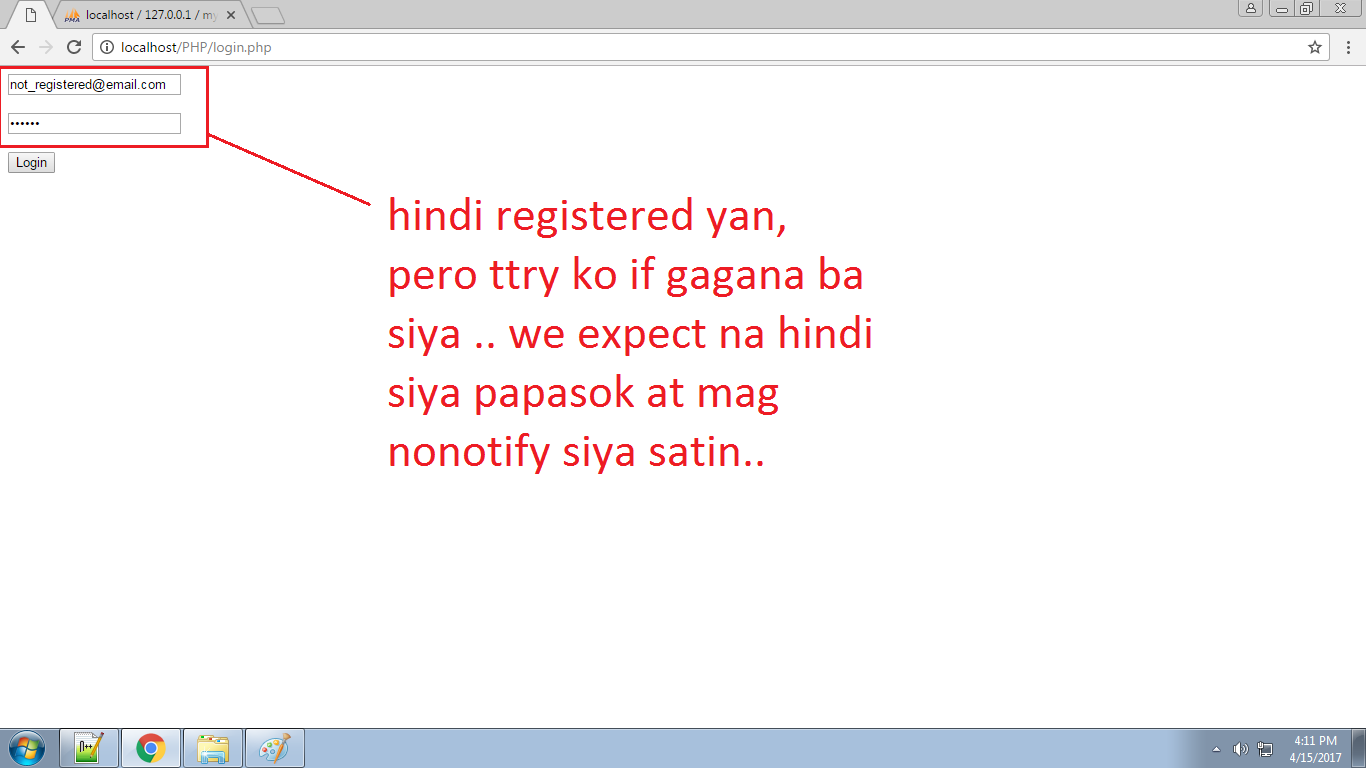 localhost / 127.0.0.1 / my
localhost/PHP/login.php
not_registered@email.com
••••••
Login
hindi registered yan,
pero ttry ko if gagana ba
siya .. we expect na hindi
siya papasok at mag
nonotify siya satin..
4:11 PM
4/15/2017